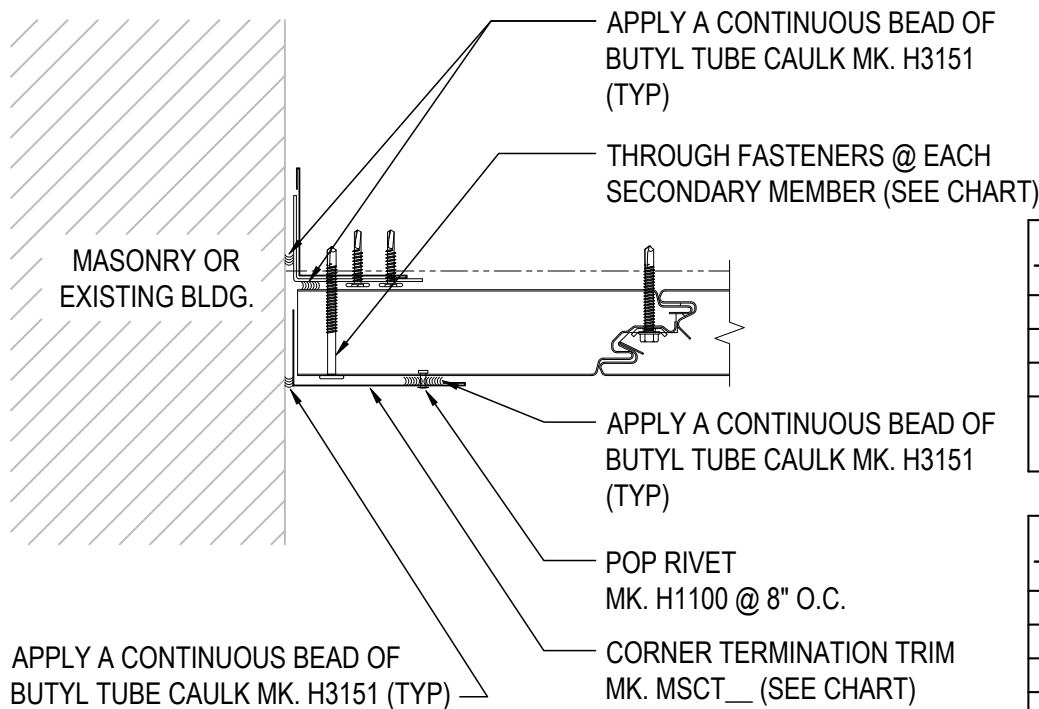 APPLY A CONTINUOUS BEAD OF
BUTYL TUBE CAULK MK. H3151
(TYP)
THROUGH FASTENERS @ EACH
SECONDARY MEMBER (SEE CHART)
MASONRY OR
EXISTING BLDG.
APPLY A CONTINUOUS BEAD OF
BUTYL TUBE CAULK MK. H3151
(TYP)
POP RIVET
MK. H1100 @ 8" O.C.
CORNER TERMINATION TRIM
MK. MSCT__ (SEE CHART)
APPLY A CONTINUOUS BEAD OF
BUTYL TUBE CAULK MK. H3151 (TYP)